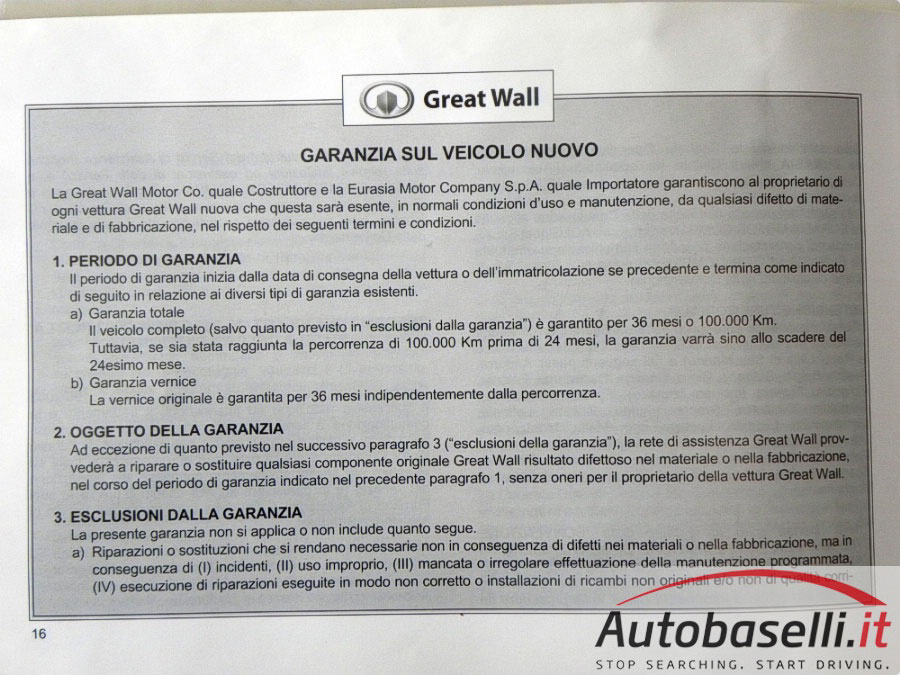 Great Wall
GARANZIA SUL VEICOLO NUOVO
La Great Wall Motor Co. quale Costruttore e la Eurasia Motor Company S.p.A. quale Importatore garantiscono al proprietario di
ogni vettura Great Wall nuova che questa sarà esente, in normali condizioni d'uso e manutenzione, da qualsiasi difetto di mate-
riale e di fabbricazione, nel rispetto dei seguenti termini e condizioni.
1. PERIODO DI GARANZIA
Il periodo di garanzia inizia dalla data di consegna della vettura o dell'immatricolazione se precedente e termina come indicato
di seguito in relazione ai diversi tipi di garanzia esistenti.
a) Garanzia totale
Il veicolo completo (salvo quanto previsto in "esclusioni dalla garanzia") è garantito per 36 mesi o 100.000 Km.
Tuttavia, se sia stata raggiunta la percorrenza di 100.000 Km prima di 24 mesi, la garanzia varrà sino allo scadere del
24esimo mese.
b) Garanzia vernice
La vernice originale è garantita per 36 mesi indipendentemente dalla percorrenza.
2. OGGETTO DELLA GARANZIA
Ad eccezione di quanto previsto nel successivo paragrafo 3 ("esclusioni della garanzia"), la rete di assistenza Great Wall prov-
vederà a riparare o sostituire qualsiasi componente originale Great Wall risultato difettoso nel materiale o nella fabbricazione,
nel corso del periodo di garanzia indicato nel precedente paragrafo 1, senza oneri per il proprietario della vettura Great Wall.
3. ESCLUSIONI DALLA GARANZIA
La presente garanzia non si applica o non include quanto segue.
a) Riparazioni o sostituzioni che si rendano necessarie non in conseguenza di difetti nei materiali o nella fabbricazione, ma in
conseguenza di (I) incidenti, (II) uso improprio, (III) mancata o irregolare effettuazione della manutenzione programmata,
(IV) esecuzione di riparazioni eseguite in modo non corretto o installazioni di ricambi non originali e/o non di qualità corri-
16
Autobaselli.it
STOP SEARCHING. START DRIVING.